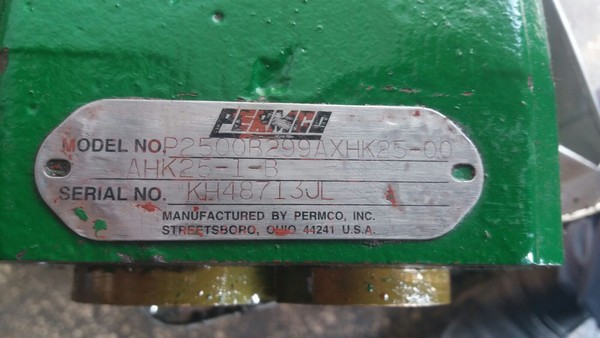 PERMCO
MODEL NO. P2500B299AXHK25-00
AHK25-1-B
SERIAL NO. KH48713JL
MANUFACTURED BY PERMCO, INC.
STREETSBORO, OHIO 44241 U.S.A.